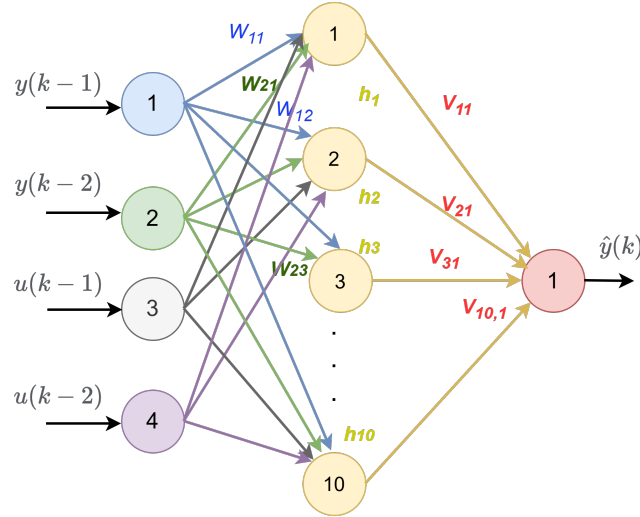 1
W11
y(k − 1)
W21
h1
V11
1
W12
2
h2
y(k − 2)
V21
2
h3
ŷ(k)
W23
V31
u(k − 1)
3
3
1
V10,1
.
.
.
u(k − 2)
4
h10
10